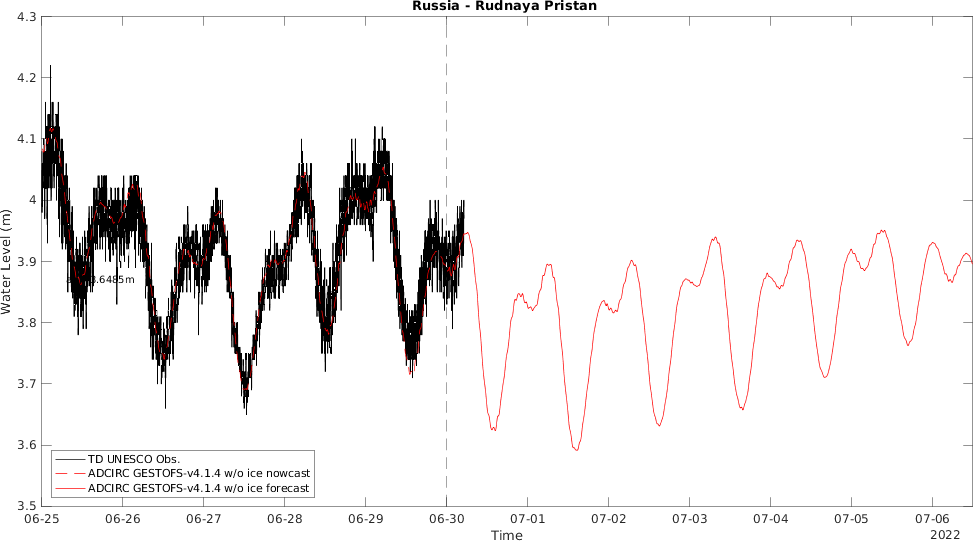 Russia - Rudnaya Pristan
4.3
4.2
4.1
4
3.9
3.8
3.7
3.6
3.5
Water Level (m)
3.6485m
TD UNESCO Obs.
ADCIRC GESTOFS-v4.1.4 w/o ice nowcast
ADCIRC GESTOFS-v4.1.4 w/o ice forecast
06-25 06-26 06-27 06-28 06-29 06-30 07-01 07-02 07-03 07-04 07-05 07-06
Time
2022